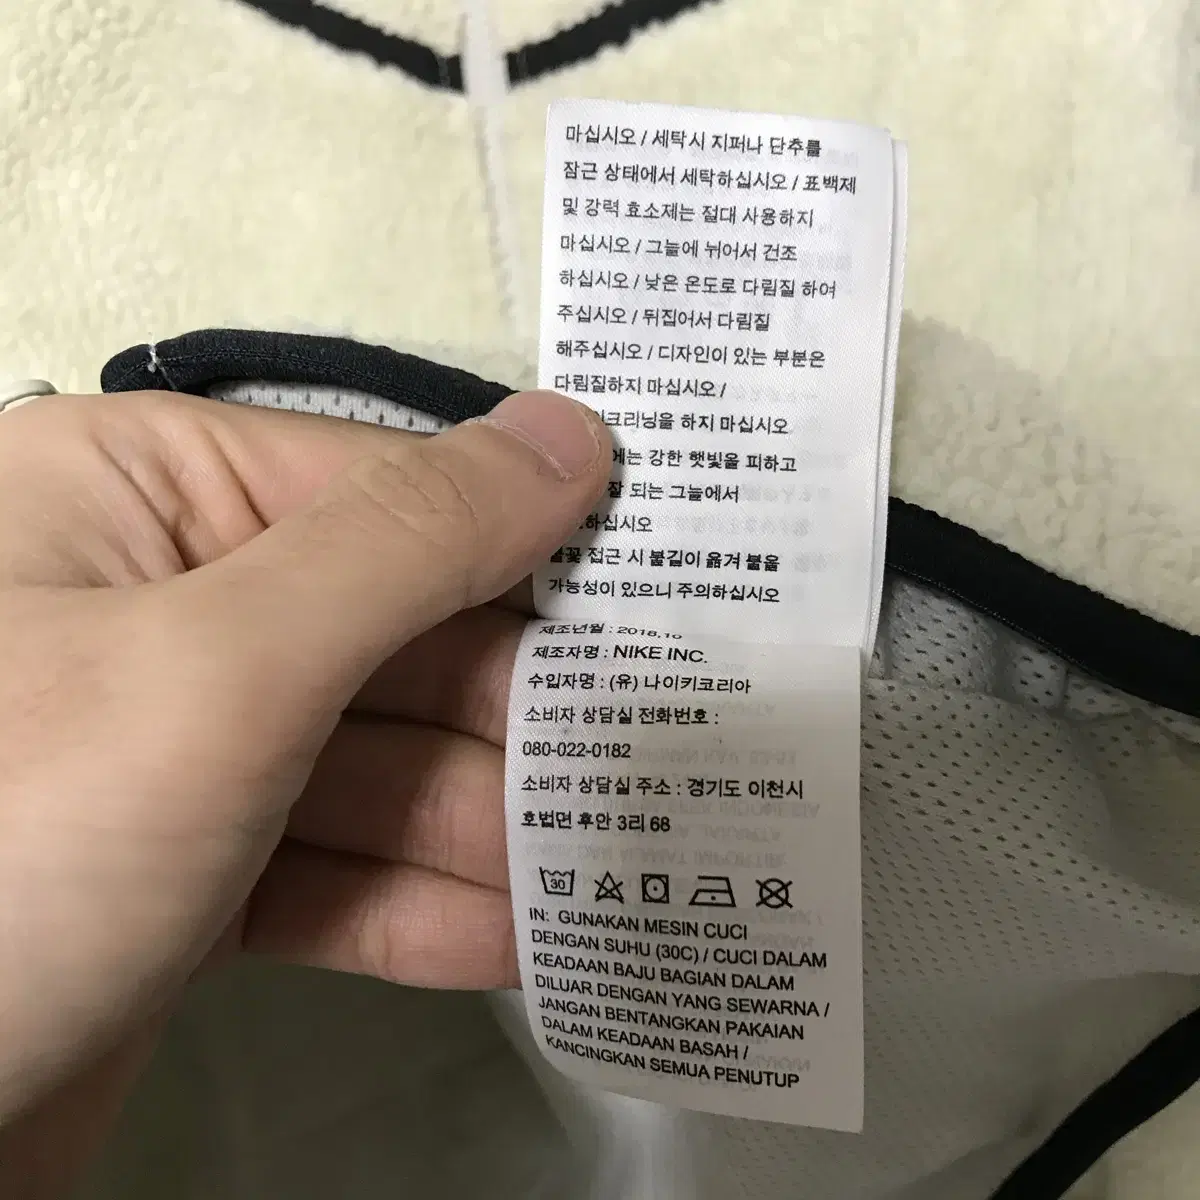 마십시오 / 세탁시 지퍼나 단추를
잠근 상태에서 세탁하십시오 / 표백제
및 강력 효소제는 절대 사용하지
마십시오 / 그늘에 뉘어서 건조
하십시오 / 낮은 온도로 다림질 하여
주십시오 / 뒤집어서 다림질
해주십시오 / 디자인이 있는 부분은
다림질하지 마십시오 /
크리닝을 하지 마십시오
에는 강한 햇빛을 피하고
잘 되는 그늘에서
하십시오
불꽃 접근 시 불길이 옮겨 붙을
가능성이 있으니 주의하십시오
제조년월 : 2018.10
제조자명 : NIKE INC.
수입자명 : (유) 나이키코리아
소비자 상담실 전화번호 :
080-022-0182
소비자 상담실 주소 : 경기도 이천시
호법면 후안 3리 68
30
IN: GUNAKAN MESIN CUCI
DENGAN SUHU (30C) / CUCI DALAM
KEADAAN BAJU BAGIAN DALAM
DILUAR DENGAN YANG SEWARNA /
JANGAN BENTANGKAN PAKAIAN
DALAM KEADAAN BASAH /
KANCINGKAN SEMUA PENUTUP